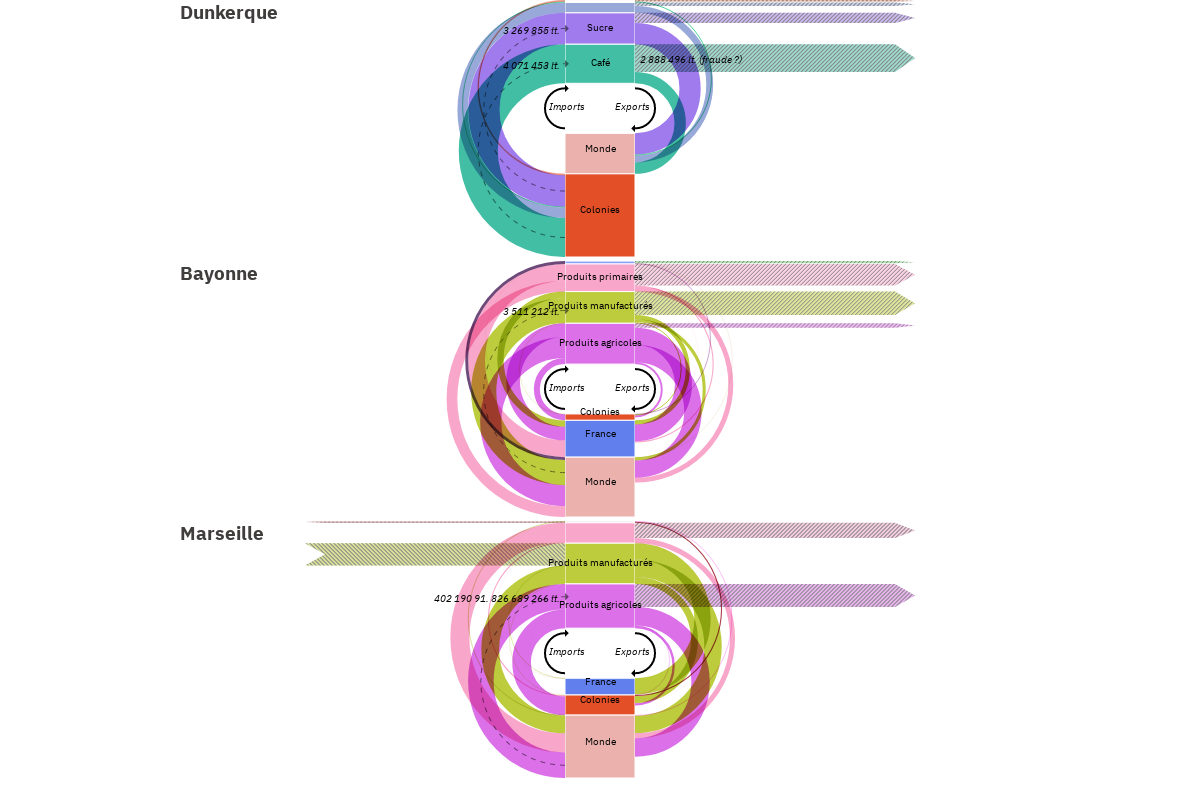 Dunkerque
Sucre
3 269 855 lt.
Café
4 071 453 lt.
2 888 496 lt. (fraude ?)
Imports
Exports
Monde
Colonies
Bayonne
Produits primaires
Produits manufacturés
3 511 212 lt.
Produits agricoles
Imports
Exports
Colonies
France
Monde
Marseille
Produits manufacturés
402 190 91. 826 689 266 lt.
Produits agricoles
Imports
Exports
France
Colonies
Monde